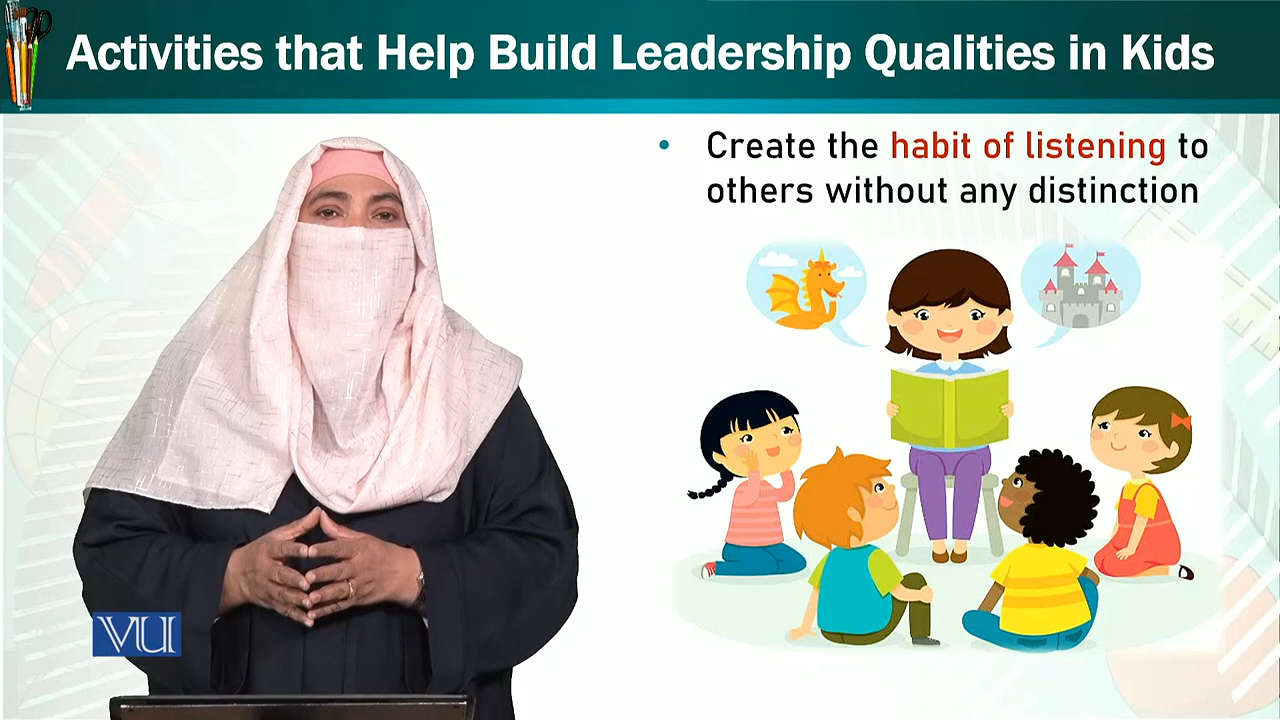 Activities that Help Build Leadership Qualities in Kids
• Create the habit of listening to
others without any distinction
VU